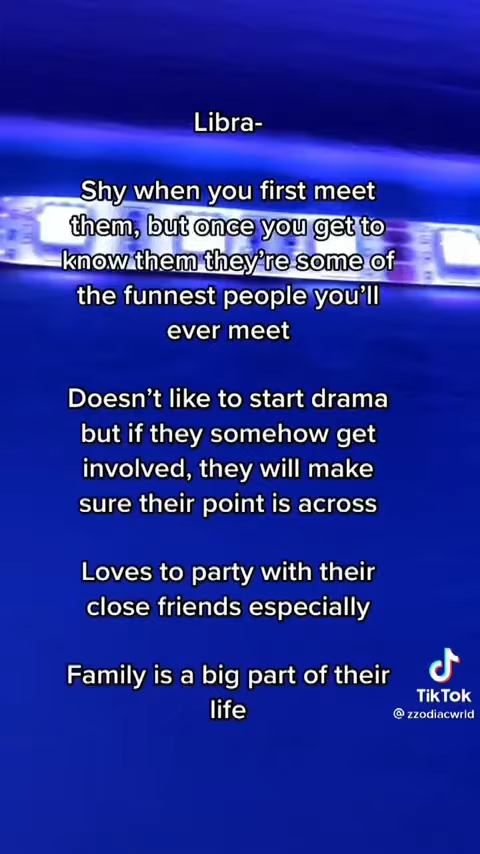 Libra-
Shy when you first meet
them, but once you get to
know them they're some of
the funnest people you'll
ever meet
Doesn't like to start drama
but if they somehow get
involved, they will make
sure their point is across
Loves to party with their
close friends especially
Family is a big part of their
life
TikTok
@zzodiacwrld